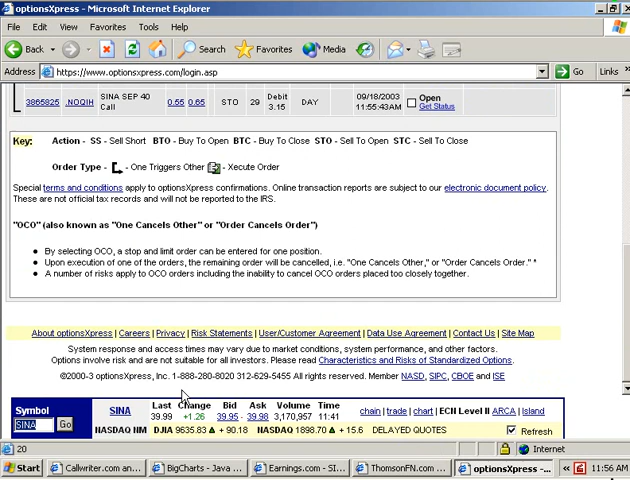 optionsXpress - Microsoft Internet Explorer
File Edit View Favorites Tools Help
Back Search Favorites Media
Address https://www.optionsxpress.com/login.asp Go Links »
3865825 .NOQIH SINA SEP 40 Call 0.55 0.65 STO 29 Debit 3.15 DAY 09/18/2003 11:55:43AM Open Get Status
Key: Action - SS - Sell Short BTO - Buy To Open BTC - Buy To Close STO - Sell To Open STC - Sell To Close
Order Type - - One Triggers Other - Xecute Order
Special terms and conditions apply to optionsXpress confirmations. Online transaction reports are subject to our electronic document policy.
These are not official tax records and will not be reported to the IRS.
"OCO" (also known as "One Cancels Other" or "Order Cancels Order")
By selecting OCO, a stop and limit order can be entered for one position.
Upon execution of one of the orders, the remaining order will be cancelled, i.e. "One Cancels Other," or "Order Cancels Order." *
A number of risks apply to OCO orders including the inability to cancel OCO orders placed too closely together.
About optionsXpress | Careers | Privacy | Risk Statements | User/Customer Agreement | Data Use Agreement | Contact Us | Site Map
System response and access times may vary due to market conditions, system performance, and other factors.
Options involve risk and are not suitable for all investors. Please read Characteristics and Risks of Standardized Options.
©2000-3 optionsXpress, Inc. 1-888-280-8020 312-629-5455 All rights reserved. Member NASD, SIPC, CBOE and ISE
Symbol SINA Last Change Bid - Ask Volume Time
SINA Go 39.99 +1.26 39.95 - 39.98 3,170,957 11:41 chain | trade | chart | ECN Level II ARCA | Island
NASDAQ NM DJIA 9635.83 + 90.18 NASDAQ 1898.70 + 15.6 DELAYED QUOTES Refresh
20 Internet
Start Callwriter.com an... BigCharts - Java ... Earnings.com - SI... ThomsonFN.com ... optionsXpress -... « 11:56 AM